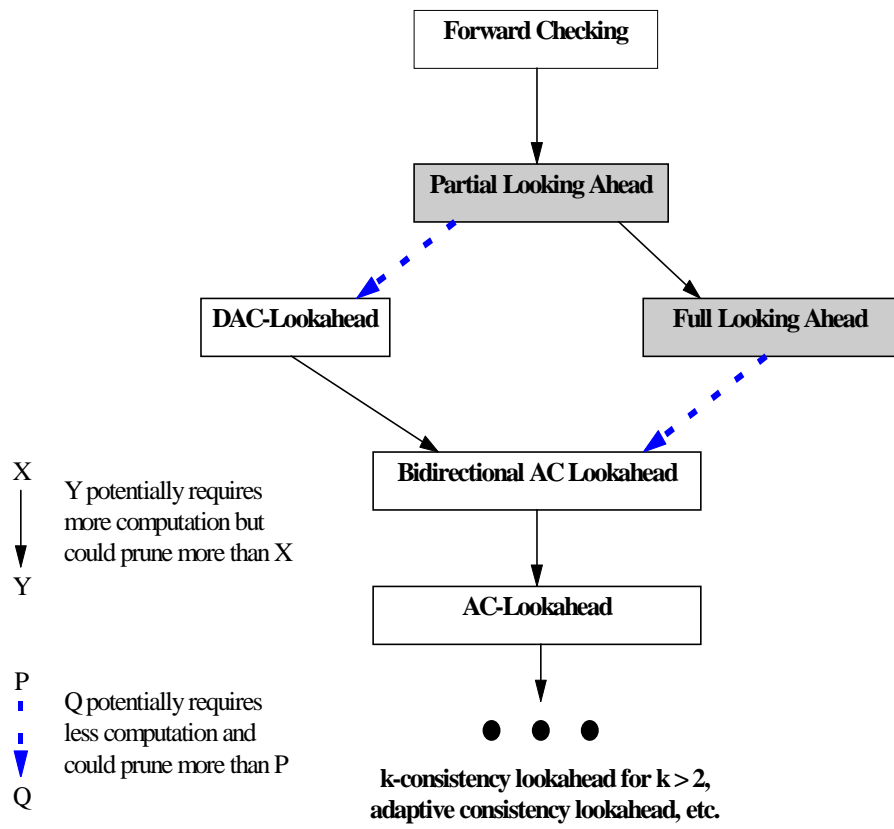 Forward Checking
Partial Looking Ahead
DAC-Lookahead
Full Looking Ahead
Bidirectional AC Lookahead
AC-Lookahead
k-consistency lookahead for k > 2,
adaptive consistency lookahead, etc.
X
Y potentially requires
more computation but
could prune more than X
Y
P
Q potentially requires
less computation and
could prune more than P
Q